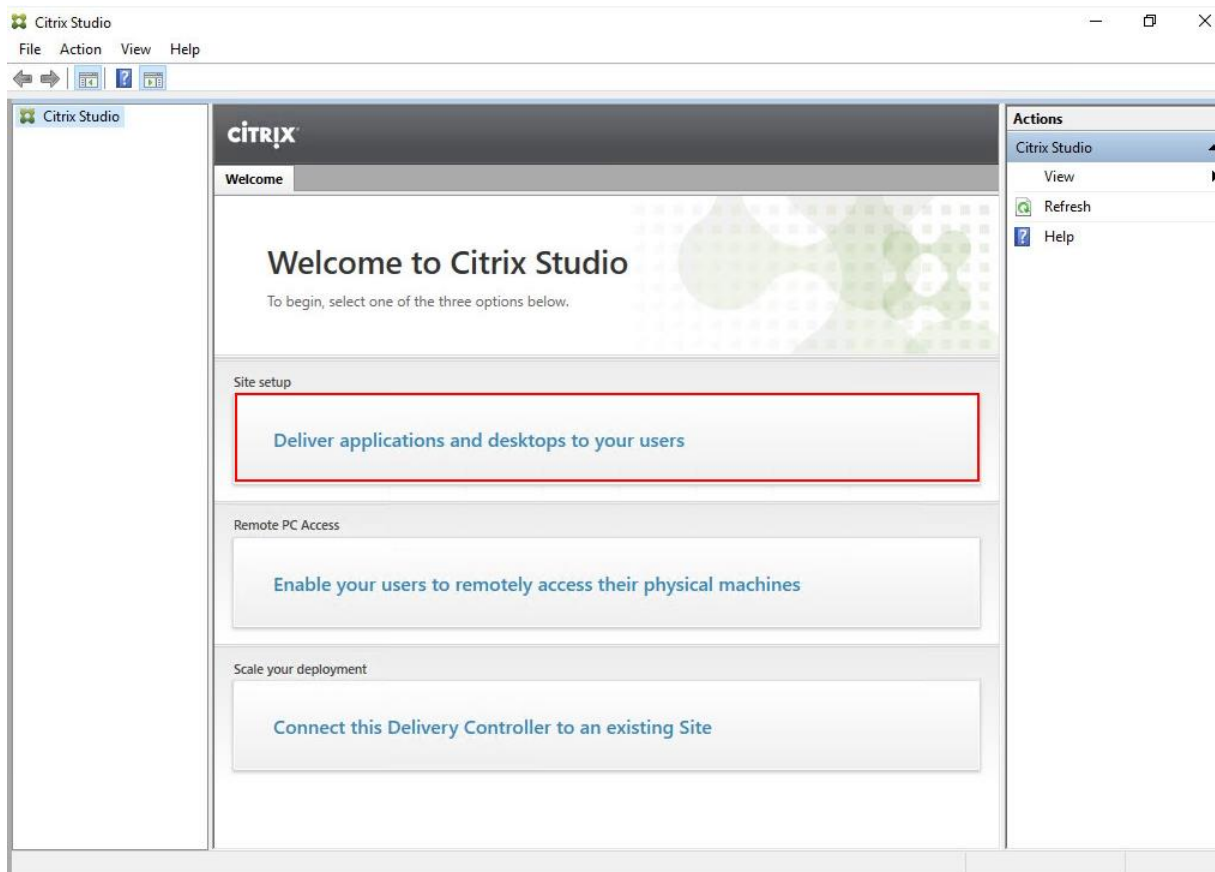 Citrix Studio
File Action View Help
Citrix Studio
CİTRIX
Welcome
Welcome to Citrix Studio
To begin, select one of the three options below.
Site setup
Deliver applications and desktops to your users
Remote PC Access
Enable your users to remotely access their physical machines
Scale your deployment
Connect this Delivery Controller to an existing Site
Actions
Citrix Studio
View
Refresh
Help